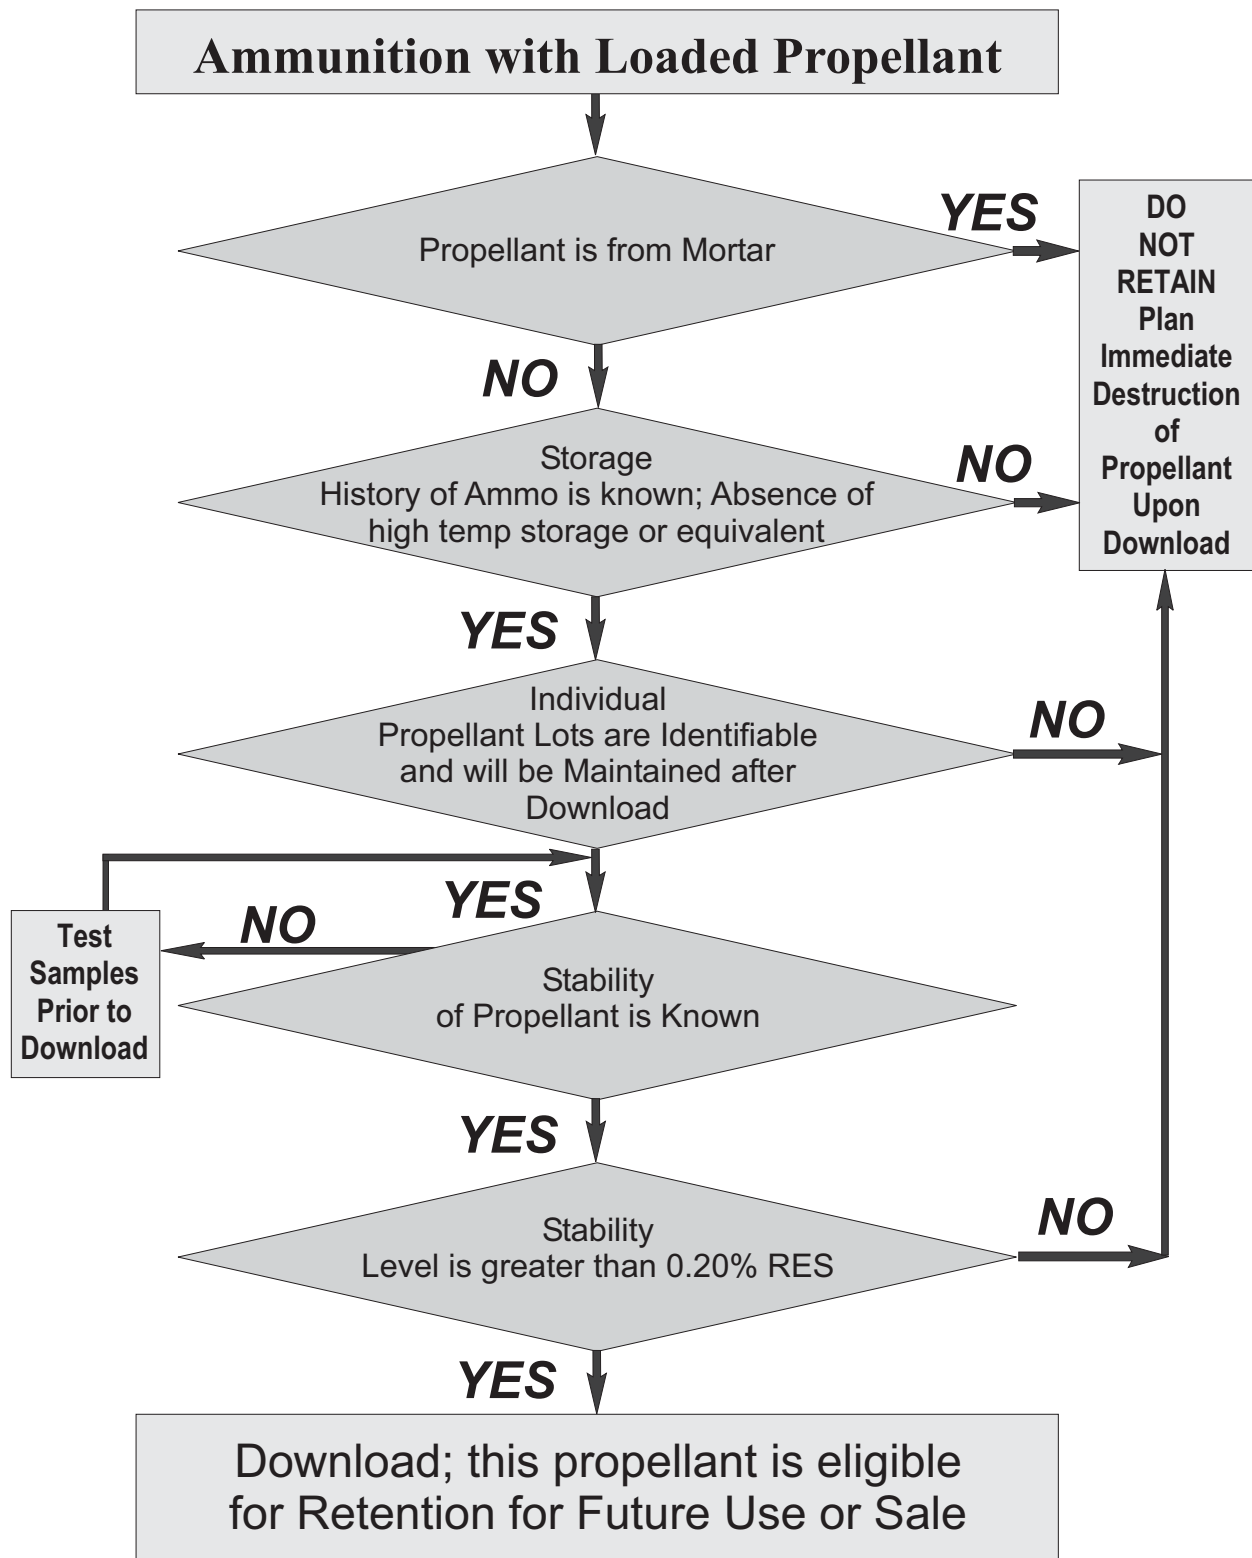 Ammunition with Loaded Propellant
Propellant is from Mortar
YES
DO
NOT
RETAIN
Plan
Immediate
Destruction
of
Propellant
Upon
Download
NO
Storage
History of Ammo is known; Absence of
high temp storage or equivalent
NO
YES
Individual
Propellant Lots are Identifiable
and will be Maintained after
Download
NO
YES
NO
Test
Samples
Prior to
Download
Stability
of Propellant is Known
YES
Stability
Level is greater than 0.20% RES
NO
YES
Download; this propellant is eligible
for Retention for Future Use or Sale